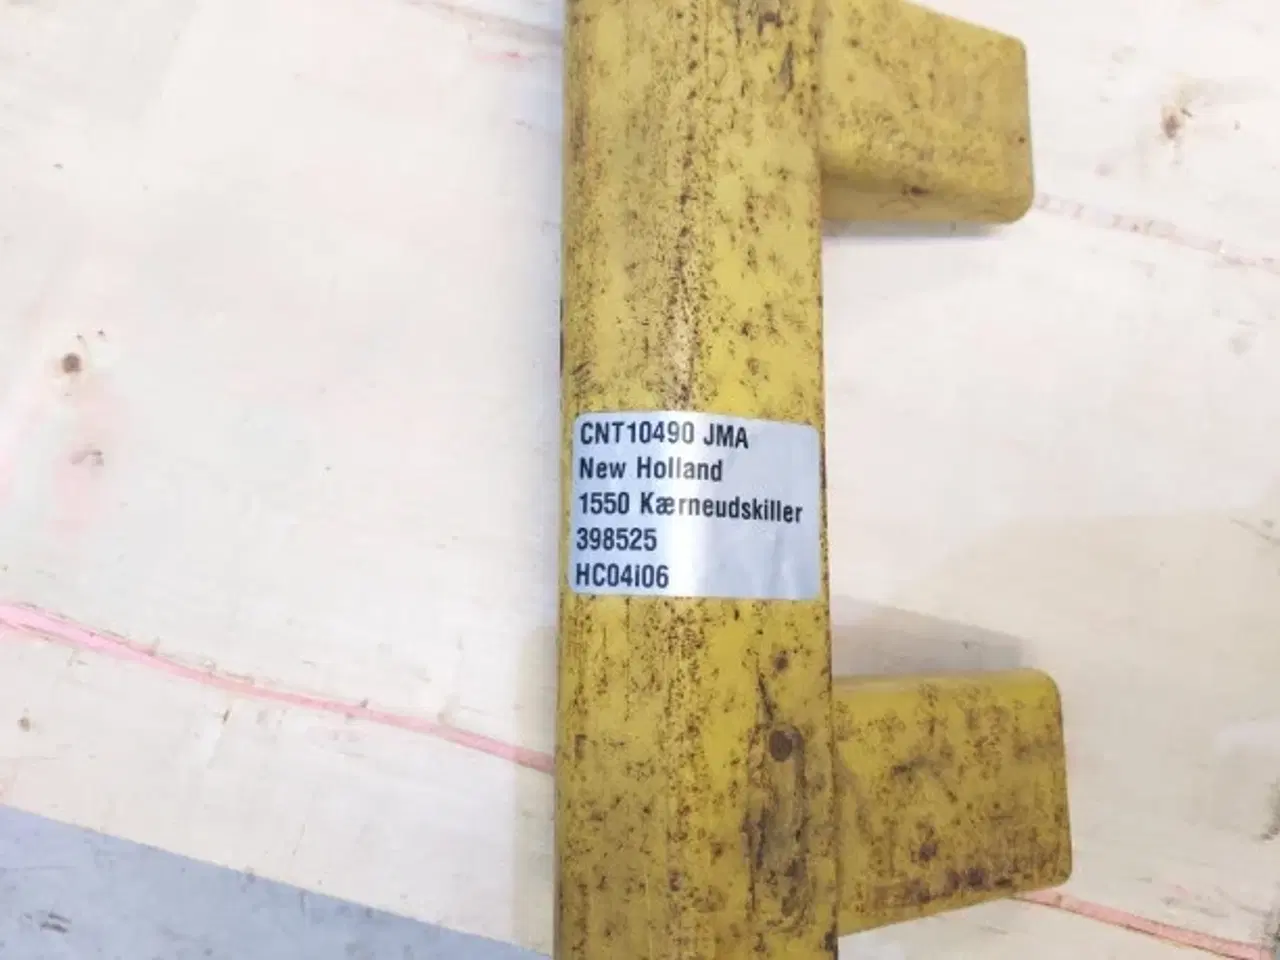 CNT10490 JMA
New Holland
1550 Kærneudskiller
398525
HC04i06